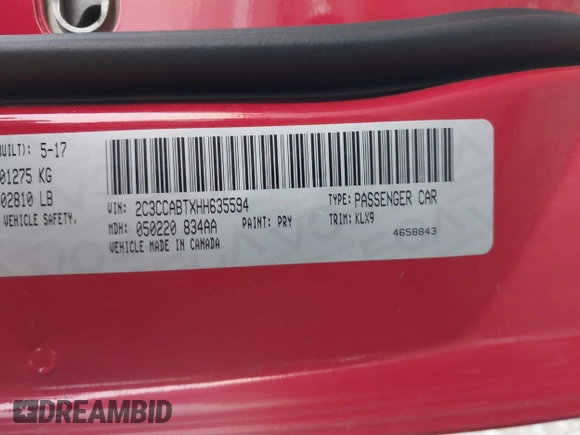 BUILT): 5-17
01275 KG
02810 LB
VEHICLE SAFETY.
VIN: 2C3CCABTXHH635594
TYPE: PASSENGER CAR
MDH: 050220 834AA
PAINT: PRY
TRIM: KLX9
VEHICLE MADE IN CANADA
4658843
DREAMBID